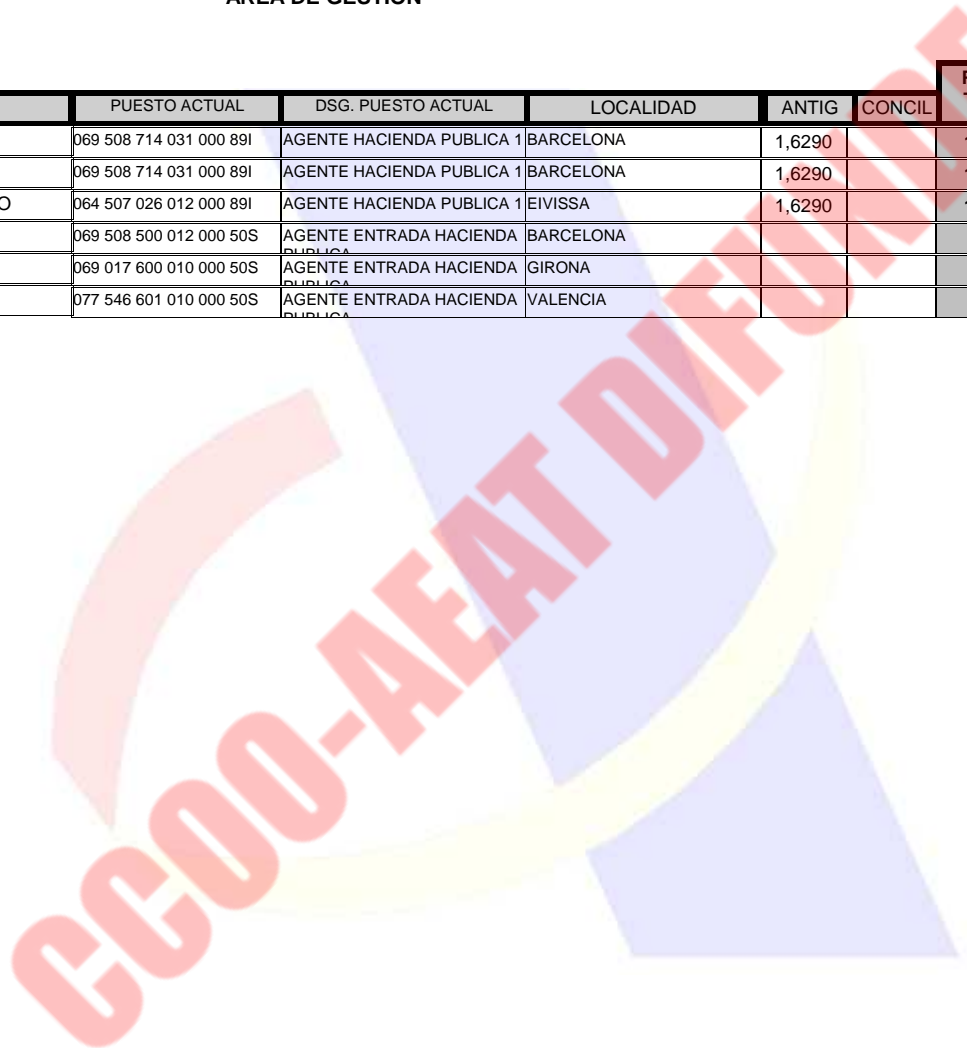 AREA DE GESTION
PUESTO ACTUAL DSG. PUESTO ACTUAL LOCALIDAD ANTIG CONCIL
069 508 714 031 000 89I AGENTE HACIENDA PUBLICA 1 BARCELONA 1,6290
069 508 714 031 000 89I AGENTE HACIENDA PUBLICA 1 BARCELONA 1,6290
O 064 507 026 012 000 89I AGENTE HACIENDA PUBLICA 1 EIVISSA 1,6290
069 508 500 012 000 50S AGENTE ENTRADA HACIENDA BARCELONA
PUBLICA
069 017 600 010 000 50S AGENTE ENTRADA HACIENDA GIRONA
PUBLICA
077 546 601 010 000 50S AGENTE ENTRADA HACIENDA VALENCIA
PUBLICA
CCOO-AEAT DIFUNDE